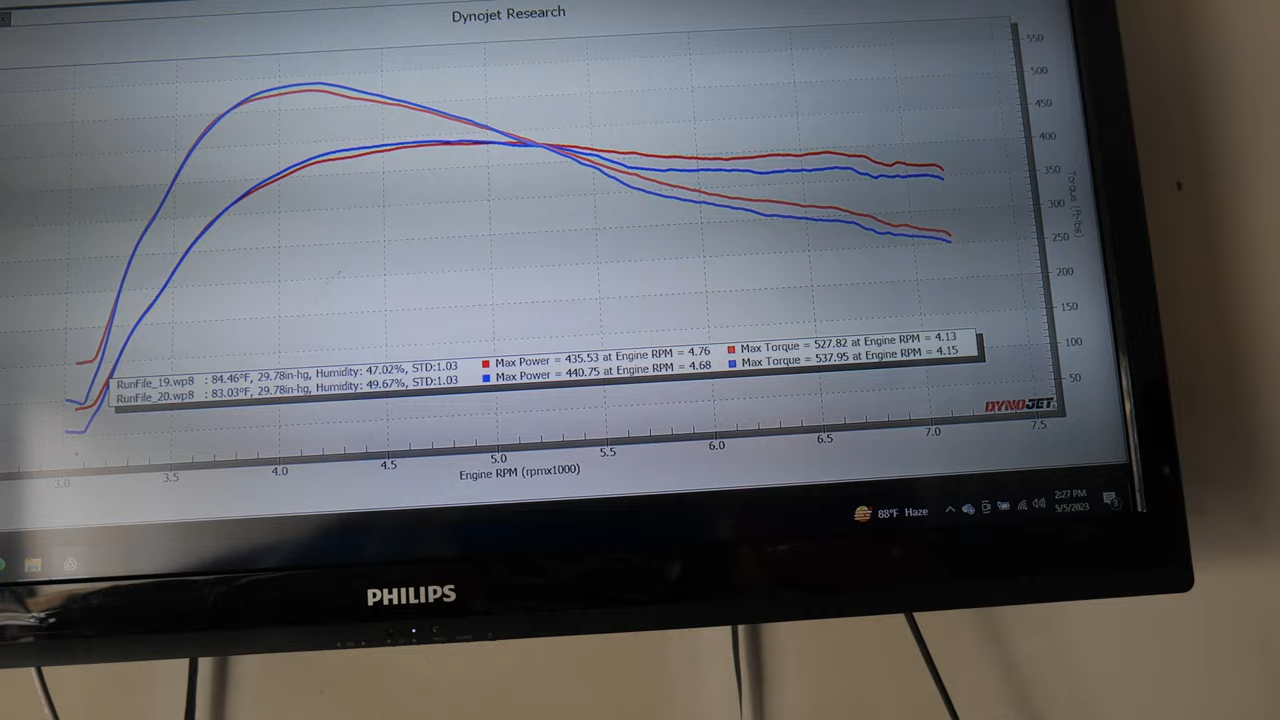 Dynojet Research
550
500
450
400
350
300
250
200
150
100
50
Torque (ft-lbs)
RunFile_19.wp8 : 84.46°F, 29.78in-hg, Humidity: 47.02%, STD:1.03 Max Power = 435.53 at Engine RPM = 4.76 Max Torque = 527.82 at Engine RPM = 4.13
RunFile_20.wp8 : 83.03°F, 29.78in-hg, Humidity: 49.67%, STD:1.03 Max Power = 440.75 at Engine RPM = 4.68 Max Torque = 537.95 at Engine RPM = 4.15
DYNOJET
3.0 3.5 4.0 4.5 5.0 5.5 6.0 6.5 7.0 7.5
Engine RPM (rpmx1000)
88°F Haze
2:27 PM
5/5/2023
3
PHILIPS